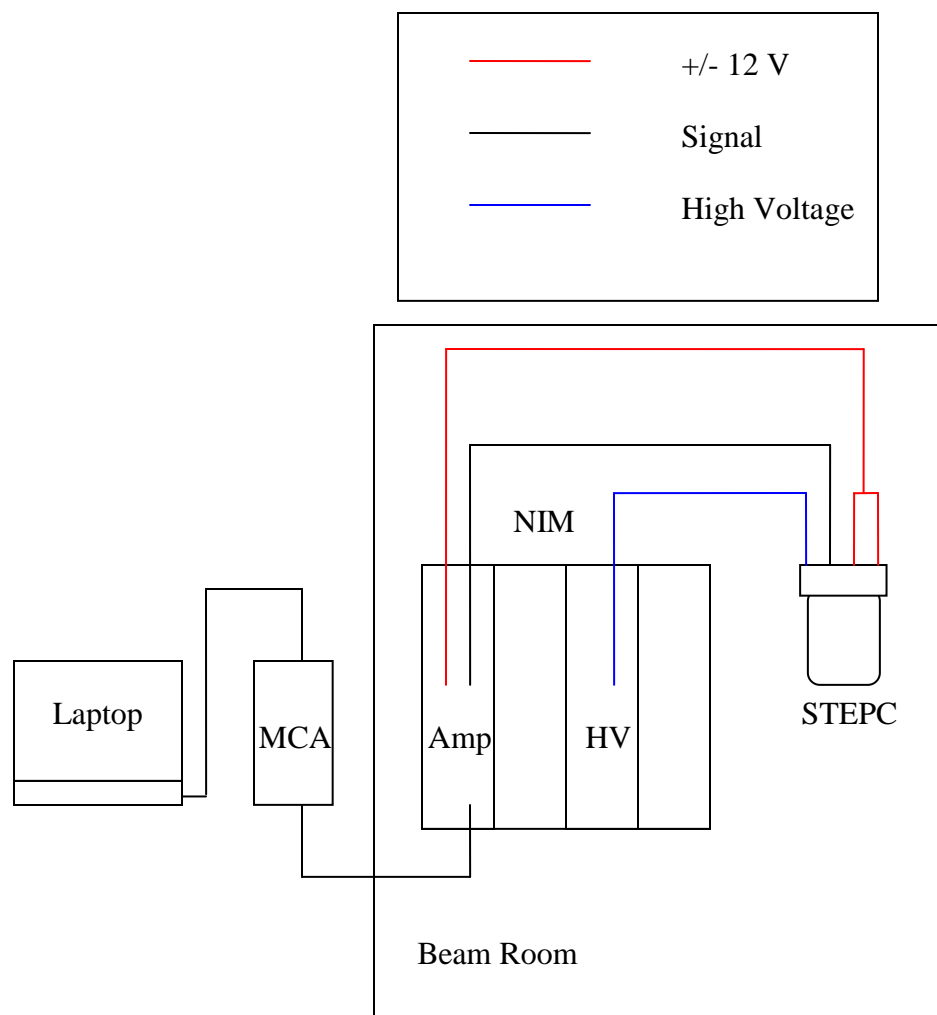 +/- 12 V
Signal
High Voltage
NIM
Laptop
MCA
Amp
HV
STEPC
Beam Room